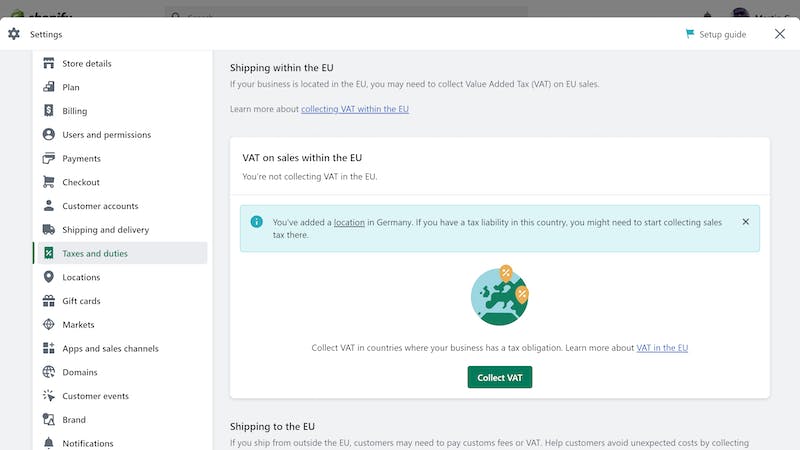 shopify
Search
Settings
Setup guide
Store details
Plan
Billing
Users and permissions
Payments
Checkout
Customer accounts
Shipping and delivery
Taxes and duties
Locations
Gift cards
Markets
Apps and sales channels
Domains
Customer events
Brand
Notifications
Shipping within the EU
If your business is located in the EU, you may need to collect Value Added Tax (VAT) on EU sales.
Learn more about collecting VAT within the EU
VAT on sales within the EU
You're not collecting VAT in the EU.
You've added a location in Germany. If you have a tax liability in this country, you might need to start collecting sales
tax there.
Collect VAT in countries where your business has a tax obligation. Learn more about VAT in the EU
Collect VAT
Shipping to the EU
If you ship from outside the EU, customers may need to pay customs fees or VAT. Help customers avoid unexpected costs by collecting